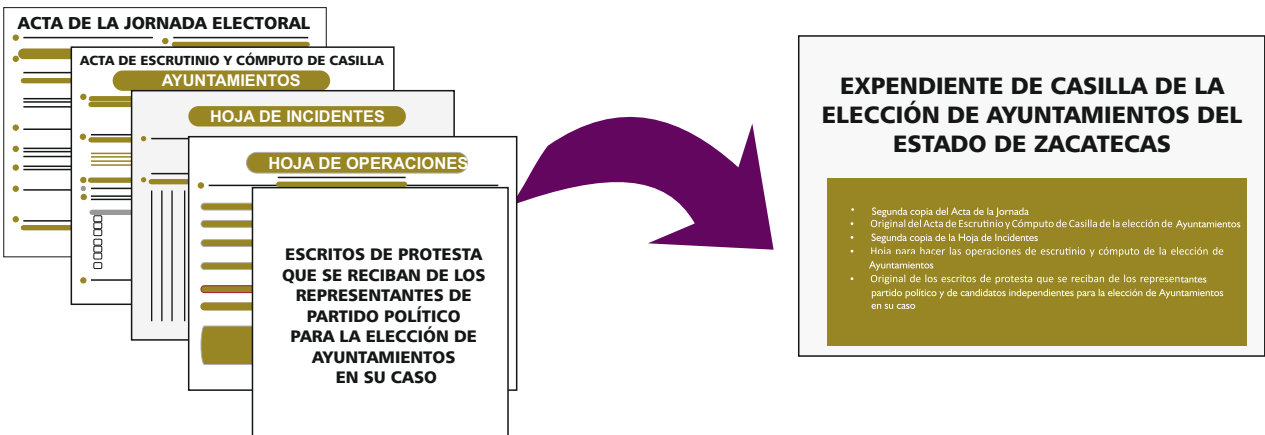 ACTA DE LA JORNADA ELECTORAL
ACTA DE ESCRUTINIO Y CÓMPUTO DE CASILLA
AYUNTAMIENTOS
HOJA DE INCIDENTES
HOJA DE OPERACIONES
ESCRITOS DE PROTESTA
QUE SE RECIBAN DE LOS
REPRESENTANTES DE
PARTIDO POLÍTICO
PARA LA ELECCIÓN DE
AYUNTAMIENTOS
EN SU CASO
EXPENDIENTE DE CASILLA DE LA
ELECCIÓN DE AYUNTAMIENTOS DEL
ESTADO DE ZACATECAS
• Segunda copia del Acta de la Jornada
• Original del Acta de Escrutinio y Cómputo de Casilla de la elección de Ayuntamientos
• Segunda copia de la Hoja de Incidentes
• Hoja para hacer las operaciones de escrutinio y cómputo de la elección de
Ayuntamientos
• Original de los escritos de protesta que se reciban de los representantes
partido político y de candidatos independientes para la elección de Ayuntamientos
en su caso